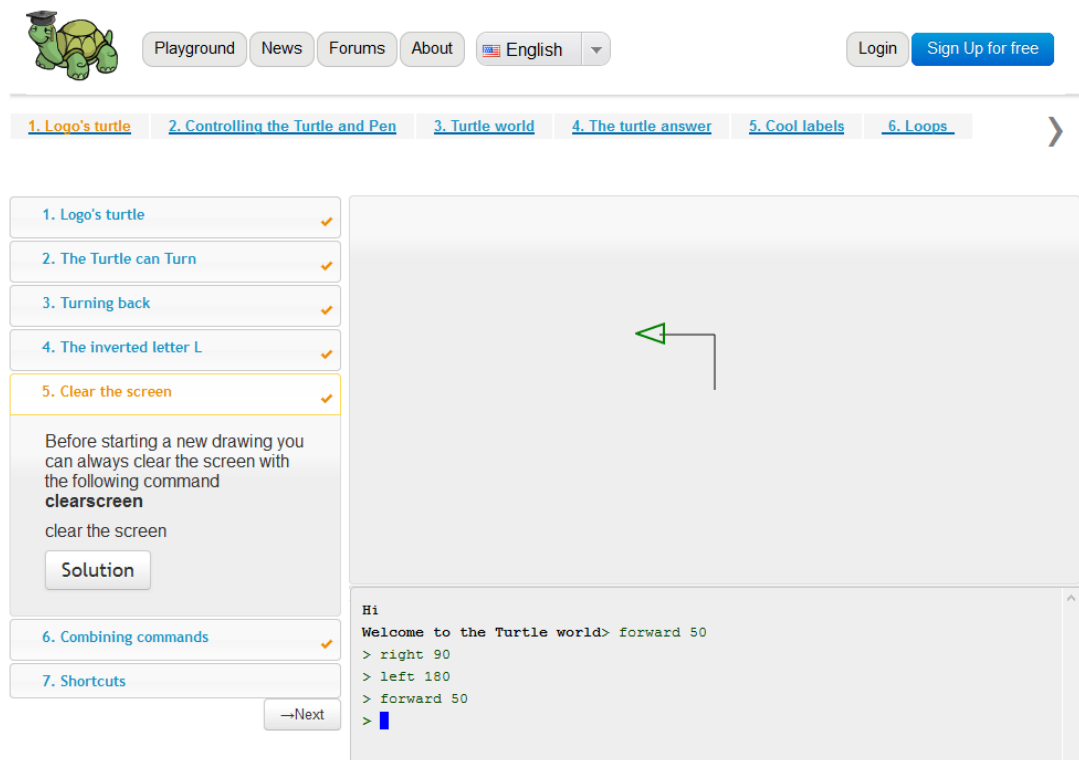 Playground News Forums About English Login Sign Up for free
1. Logo's turtle 2. Controlling the Turtle and Pen 3. Turtle world 4. The turtle answer 5. Cool labels 6. Loops
1. Logo's turtle
2. The Turtle can Turn
3. Turning back
4. The inverted letter L
5. Clear the screen
Before starting a new drawing you
can always clear the screen with
the following command
clearscreen
clear the screen
Solution
6. Combining commands
7. Shortcuts
→Next
Hi
Welcome to the Turtle world> forward 50
> right 90
> left 180
> forward 50
>